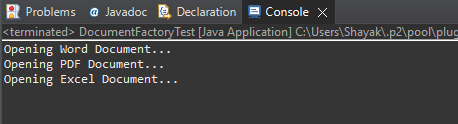 Problems Javadoc Declaration Console
<terminated> DocumentFactoryTest [Java Application] C:\Users\Shayak\.p2\pool\plug
Opening Word Document...
Opening PDF Document...
Opening Excel Document...